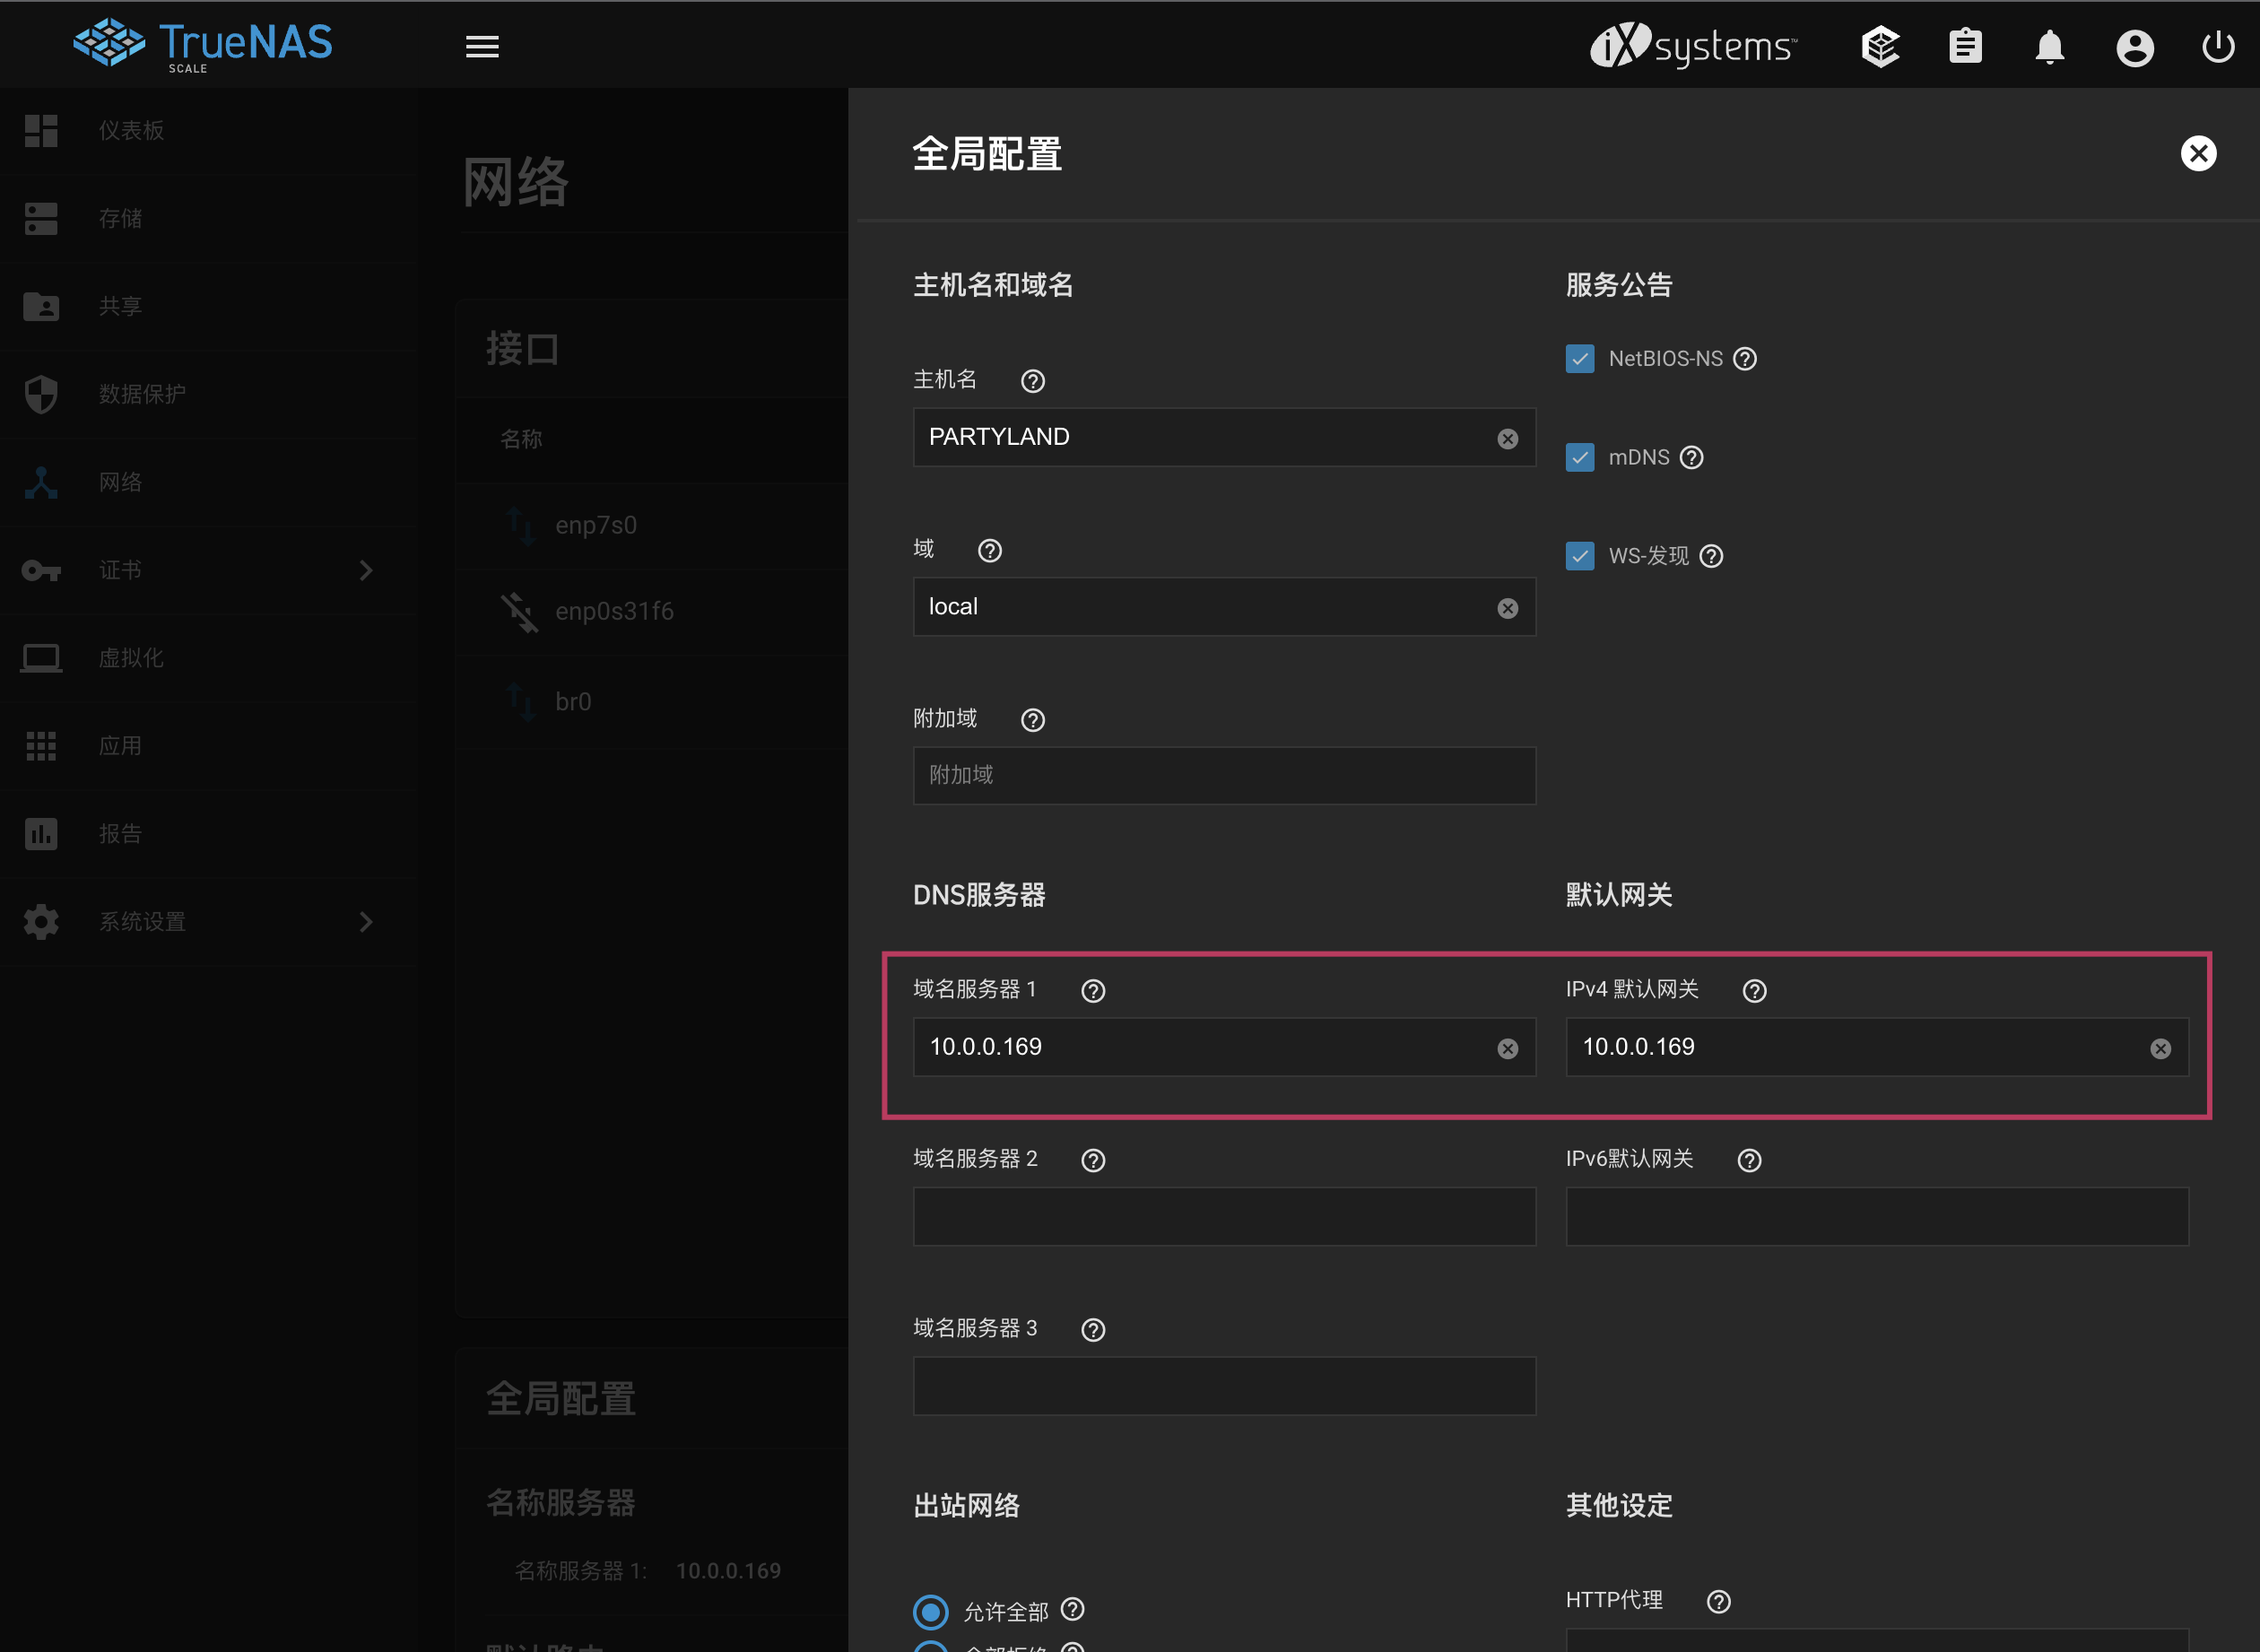 TrueNAS
SCALE
iXsystems™
仪表板
存储
共享
数据保护
网络
证书
虚拟化
应用
报告
系统设置
网络
接口
名称
enp7s0
enp0s31f6
br0
全局配置
名称服务器
名称服务器 1: 10.0.0.169
全局配置
主机名和域名
服务公告
主机名
PARTYLAND
NetBIOS-NS
mDNS
域
local
WS-发现
附加域
附加域
DNS服务器
默认网关
域名服务器 1
IPv4 默认网关
10.0.0.169
10.0.0.169
域名服务器 2
IPv6默认网关
域名服务器 3
出站网络
其他设定
允许全部
HTTP代理